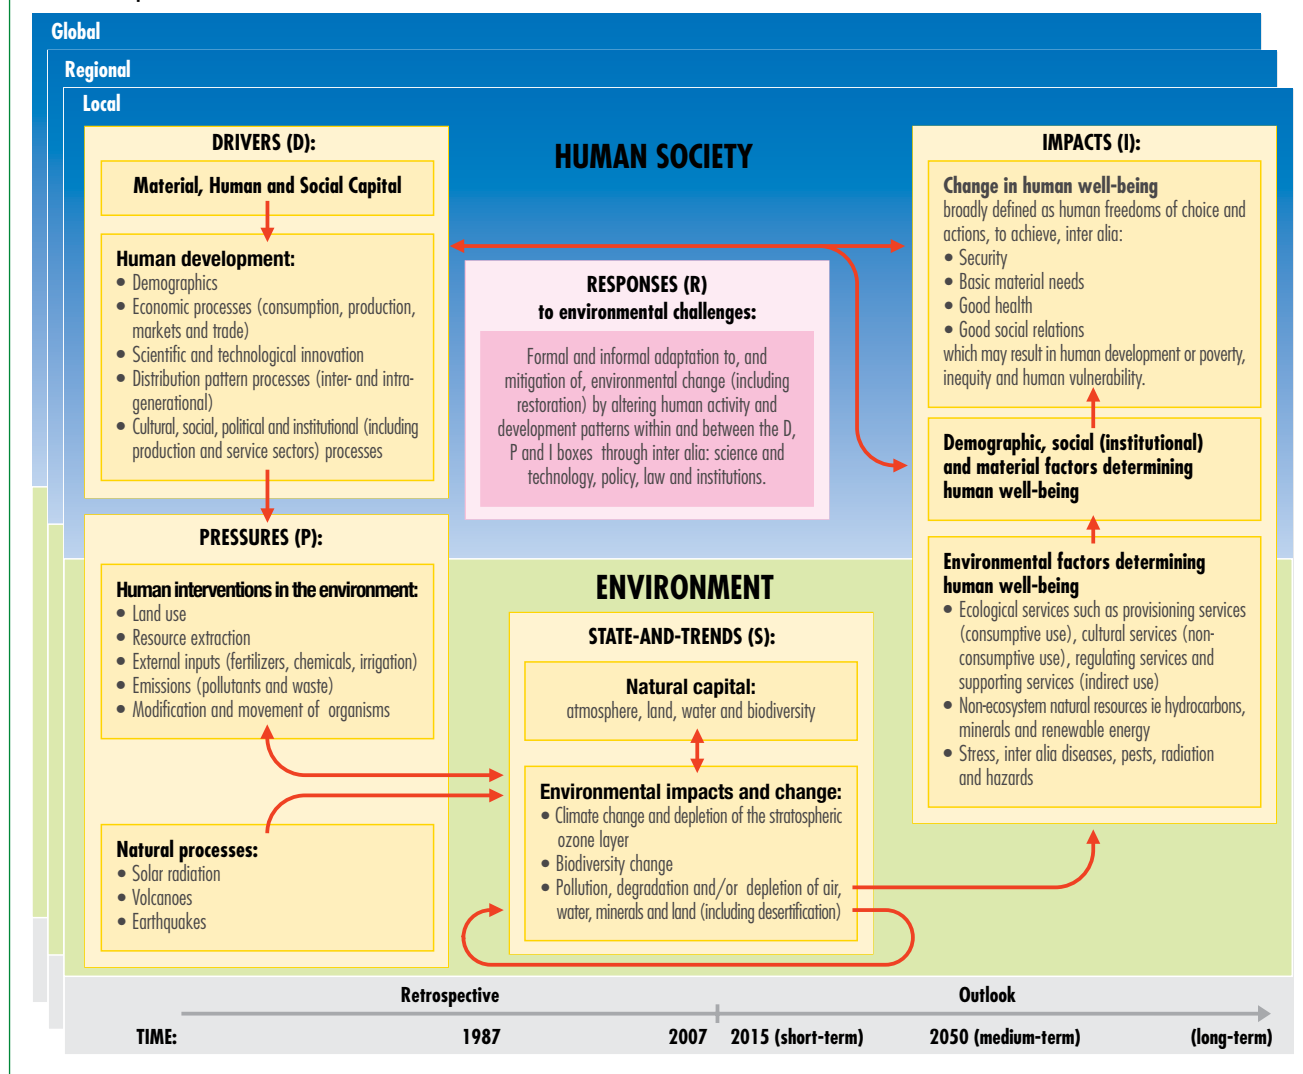 Global
Regional
Local
HUMAN SOCIETY
DRIVERS (D):
Material, Human and Social Capital
Human development:
• Demographics
• Economic processes (consumption, production,
markets and trade)
• Scientific and technological innovation
• Distribution pattern processes (inter- and intra-
generational)
• Cultural, social, political and institutional (including
production and service sectors) processes
PRESSURES (P):
Human interventions in the environment:
• Land use
• Resource extraction
• External inputs (fertilizers, chemicals, irrigation)
• Emissions (pollutants and waste)
• Modification and movement of organisms
Natural processes:
• Solar radiation
• Volcanoes
• Earthquakes
RESPONSES (R)
to environmental challenges:
Formal and informal adaptation to, and
mitigation of, environmental change (including
restoration) by altering human activity and
development patterns within and between the D,
P and I boxes through inter alia: science and
technology, policy, law and institutions.
ENVIRONMENT
STATE-AND-TRENDS (S):
Natural capital:
atmosphere, land, water and biodiversity
Environmental impacts and change:
• Climate change and depletion of the stratospheric
ozone layer
• Biodiversity change
• Pollution, degradation and/or depletion of air,
water, minerals and land (including desertification)
IMPACTS (I):
Change in human well-being
broadly defined as human freedoms of choice and
actions, to achieve, inter alia:
• Security
• Basic material needs
• Good health
• Good social relations
which may result in human development or poverty,
inequity and human vulnerability.
Demographic, social (institutional)
and material factors determining
human well-being
Environmental factors determining
human well-being
• Ecological services such as provisioning services
(consumptive use), cultural services (non-
consumptive use), regulating services and
supporting services (indirect use)
• Non-ecosystem natural resources ie hydrocarbons,
minerals and renewable energy
• Stress, inter alia diseases, pests, radiation
and hazards
Retrospective
Outlook
TIME:
1987
2007
2015 (short-term)
2050 (medium-term)
(long-term)